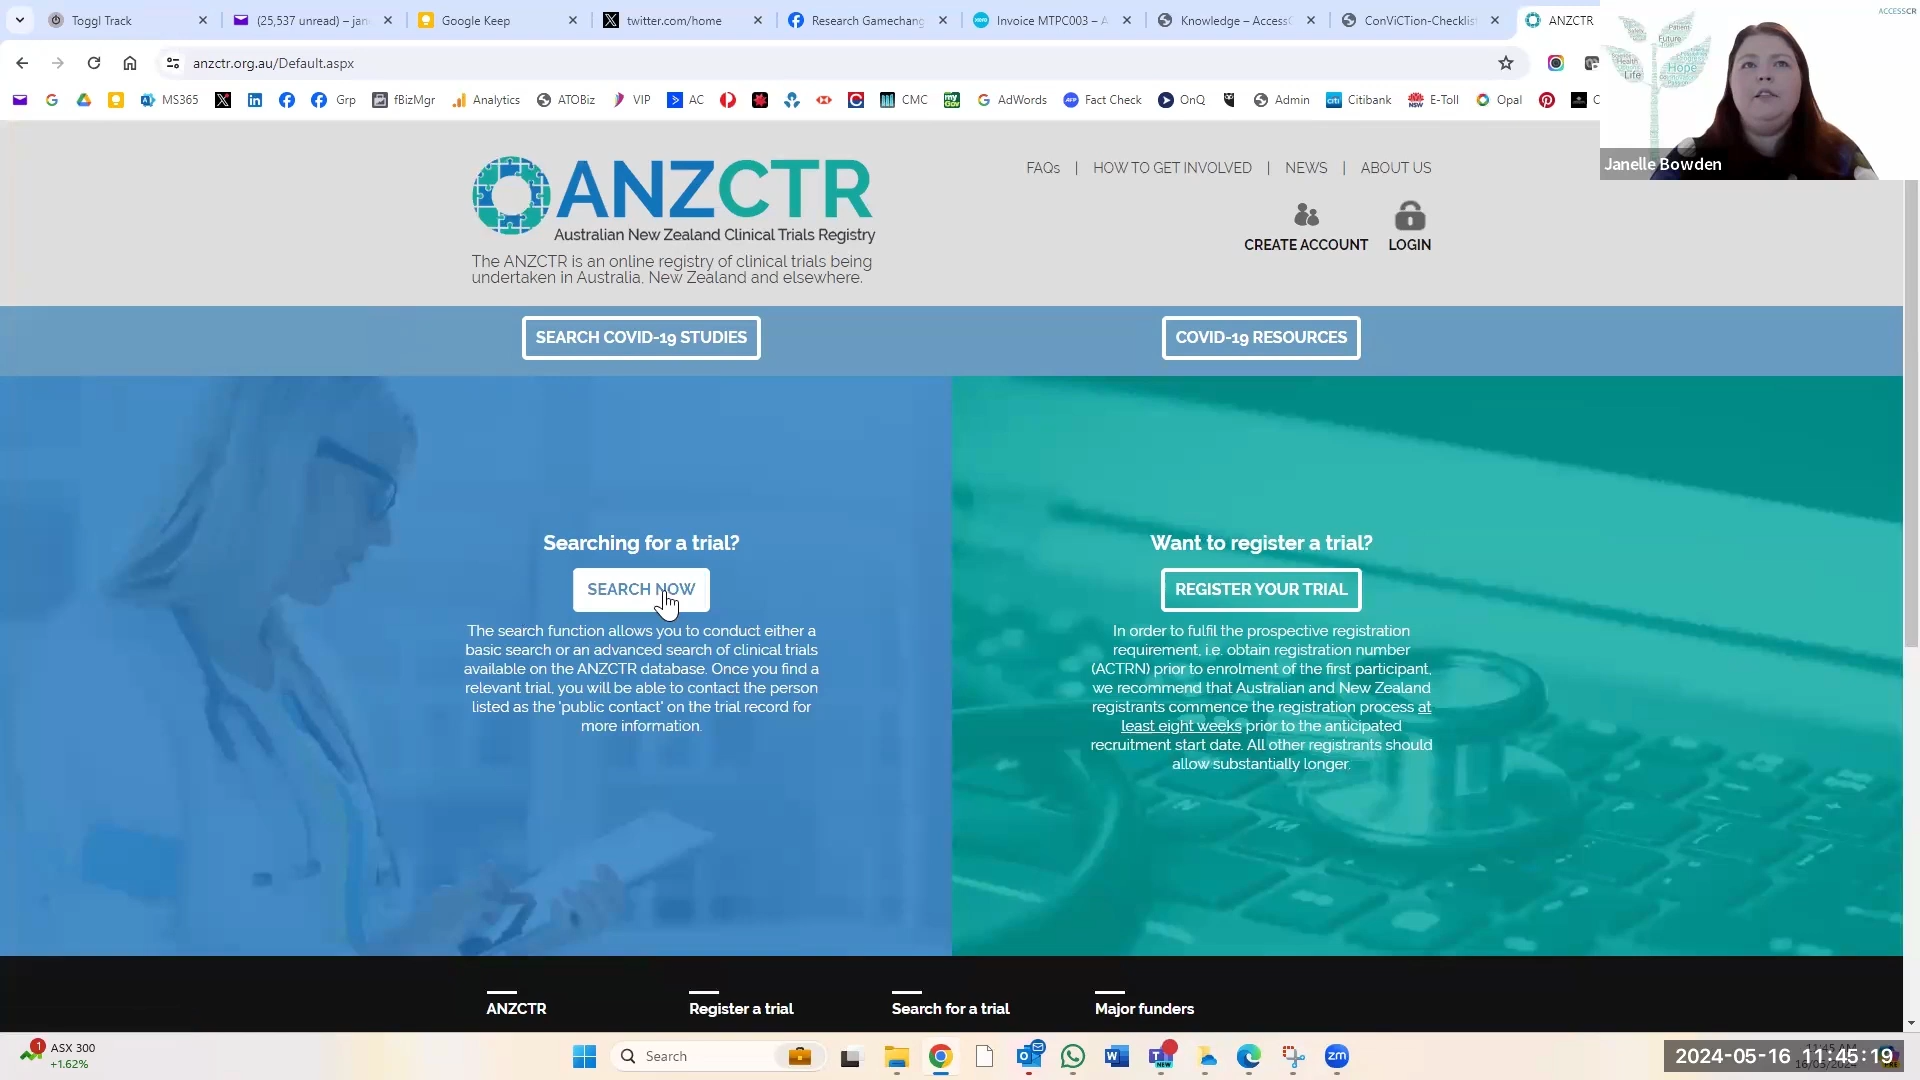 Toggl Track
(25,537 unread) – jan
Google Keep
twitter.com/home
Research Gamechang
Invoice MTPC003 – A
Knowledge – Access
ConViCTion-Checklis
ANZCTR
ACCESSCR
anzctr.org.au/Default.aspx
MS365
Grp
fBizMgr
Analytics
ATOBiz
VIP
AC
CMC
AdWords
Fact Check
OnQ
Admin
Citibank
E-Toll
Opal
Patient
Future
Health
Hope
Life
Janelle Bowden
ANZCTR
Australian New Zealand Clinical Trials Registry
The ANZCTR is an online registry of clinical trials being
undertaken in Australia, New Zealand and elsewhere.
FAQs | HOW TO GET INVOLVED | NEWS | ABOUT US
CREATE ACCOUNT
LOGIN
SEARCH COVID-19 STUDIES
COVID-19 RESOURCES
Searching for a trial?
SEARCH NOW
The search function allows you to conduct either a
basic search or an advanced search of clinical trials
available on the ANZCTR database. Once you find a
relevant trial, you will be able to contact the person
listed as the 'public contact' on the trial record for
more information.
Want to register a trial?
REGISTER YOUR TRIAL
In order to fulfil the prospective registration
requirement, i.e. obtain registration number
(ACTRN) prior to enrolment of the first participant,
we recommend that Australian and New Zealand
registrants commence the registration process at
least eight weeks prior to the anticipated
recruitment start date. All other registrants should
allow substantially longer.
ANZCTR
Register a trial
Search for a trial
Major funders
1
ASX 300
+1.62%
Search
zm
2024-05-16 11:45:19